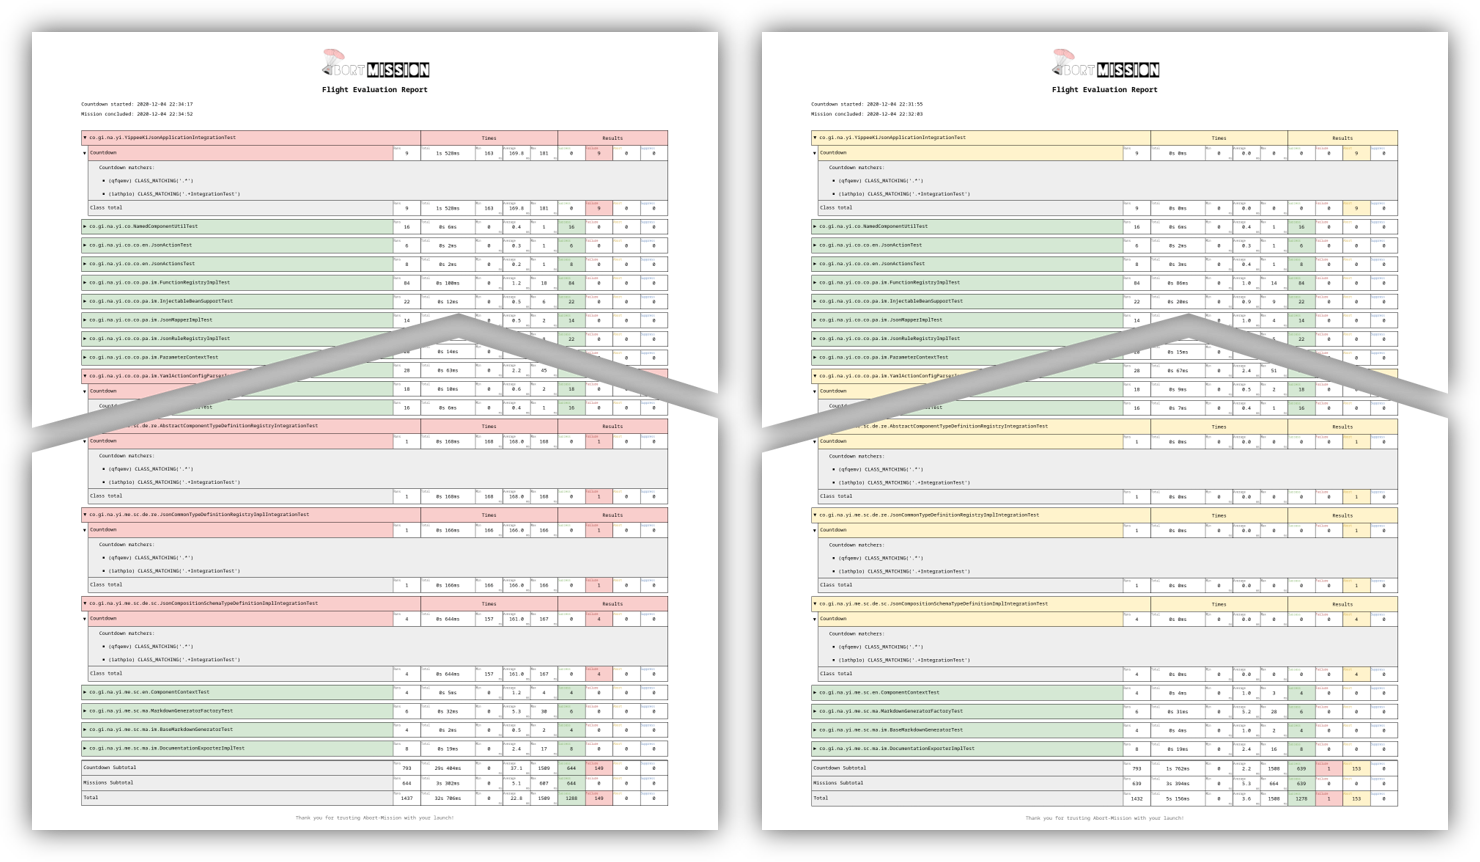 ABORT MISSION
Flight Evaluation Report
Countdown started: 2020-12-04 22:34:17
Mission concluded: 2020-12-04 22:34:52
▼ co.gi.na.yi.YippeeKiJsonApplicationIntegrationTest Times Results
▼ Countdown 9 1s 528ms 163 169.8 181 0 9 0 0
Countdown matchers:
• (qfqemv) CLASS_MATCHING('.*')
• (iathpio) CLASS_MATCHING('.+IntegrationTest')
Class total 9 1s 528ms 163 169.8 181 0 9 0 0
▶ co.gi.na.yi.co.NamedComponentUtilTest 16 0s 6ms 0 0.4 1 16 0 0 0
▶ co.gi.na.yi.co.co.en.JsonActionTest 6 0s 2ms 0 0.3 1 6 0 0 0
▶ co.gi.na.yi.co.co.en.JsonActionsTest 8 0s 2ms 0 0.2 1 8 0 0 0
▶ co.gi.na.yi.co.co.pa.im.FunctionRegistryImplTest 84 0s 108ms 0 1.2 18 84 0 0 0
▶ co.gi.na.yi.co.co.pa.im.InjectableBeanSupportTest 22 0s 12ms 0 0.5 6 22 0 0 0
▶ co.gi.na.yi.co.co.pa.im.JsonMapperImplTest 14 0 0.5 2 14 0 0 0
▶ co.gi.na.yi.co.co.pa.im.JsonRuleRegistryImplTest 22 0 0 0
▶ co.gi.na.yi.co.co.pa.im.ParameterContextTest 0s 14ms 0 0 0
▼ co.gi.na.yi.co.co.pa.im.YamlActionConfigParser 28 0s 63ms 0 2.2 45
▼ Countdown 18 0s 10ms 0 0.6 2 18 0
16 0s 6ms 0 0.4 1 16 0 0 0
.sc.de.re.AbstractComponentTypeDefinitionRegistryIntegrationTest Times Results
▼ Countdown 1 0s 168ms 168 168.0 168 0 1 0 0
Countdown matchers:
• (qfqemv) CLASS_MATCHING('.*')
• (iathpio) CLASS_MATCHING('.+IntegrationTest')
Class total 1 0s 168ms 168 168.0 168 0 1 0 0
▼ co.gi.na.yi.me.sc.de.re.JsonCommonTypeDefinitionRegistryImplIntegrationTest Times Results
▼ Countdown 1 0s 166ms 166 166.0 166 0 1 0 0
Countdown matchers:
• (qfqemv) CLASS_MATCHING('.*')
• (iathpio) CLASS_MATCHING('.+IntegrationTest')
Class total 1 0s 166ms 166 166.0 166 0 1 0 0
▼ co.gi.na.yi.me.sc.de.sc.JsonCompositionSchemaTypeDefinitionImplIntegrationTest Times Results
▼ Countdown 4 0s 644ms 157 161.0 167 0 4 0 0
Countdown matchers:
• (qfqemv) CLASS_MATCHING('.*')
• (iathpio) CLASS_MATCHING('.+IntegrationTest')
Class total 4 0s 644ms 157 161.0 167 0 4 0 0
▶ co.gi.na.yi.me.sc.en.ComponentContextTest 4 0s 5ms 0 1.2 4 4 0 0 0
▶ co.gi.na.yi.me.sc.ma.MarkdownGeneratorFactoryTest 6 0s 32ms 0 5.3 30 6 0 0 0
▶ co.gi.na.yi.me.sc.ma.im.BaseMarkdownGeneratorTest 4 0s 2ms 0 0.5 2 4 0 0 0
▶ co.gi.na.yi.me.sc.ma.im.DocumentationExporterImplTest 8 0s 19ms 0 2.4 17 8 0 0 0
Countdown Subtotal 793 29s 404ms 0 37.1 1509 644 149 0 0
Missions Subtotal 644 3s 302ms 0 5.1 607 644 0 0 0
Total 1437 32s 706ms 0 22.8 1509 1288 149 0 0
Thank you for trusting Abort-Mission with your launch!
ABORT MISSION
Flight Evaluation Report
Countdown started: 2020-12-04 22:31:55
Mission concluded: 2020-12-04 22:32:03
▼ co.gi.na.yi.YippeeKiJsonApplicationIntegrationTest Times Results
▼ Countdown 9 0s 0ms 0 0.0 0 0 0 9 0
Countdown matchers:
• (qfqemv) CLASS_MATCHING('.*')
• (iathpio) CLASS_MATCHING('.+IntegrationTest')
Class total 9 0s 0ms 0 0.0 0 0 0 9 0
▶ co.gi.na.yi.co.NamedComponentUtilTest 16 0s 6ms 0 0.4 1 16 0 0 0
▶ co.gi.na.yi.co.co.en.JsonActionTest 6 0s 2ms 0 0.3 1 6 0 0 0
▶ co.gi.na.yi.co.co.en.JsonActionsTest 8 0s 3ms 0 0.4 1 8 0 0 0
▶ co.gi.na.yi.co.co.pa.im.FunctionRegistryImplTest 84 0s 86ms 0 1.0 14 84 0 0 0
▶ co.gi.na.yi.co.co.pa.im.InjectableBeanSupportTest 22 0s 20ms 0 0.9 9 22 0 0 0
▶ co.gi.na.yi.co.co.pa.im.JsonMapperImplTest 14 0 1.0 4 14 0 0 0
▶ co.gi.na.yi.co.co.pa.im.JsonRuleRegistryImplTest 22 0 0 0
▶ co.gi.na.yi.co.co.pa.im.ParameterContextTest 0s 15ms 0 0 0
▼ co.gi.na.yi.co.co.pa.im.YamlActionConfigParser 28 0s 67ms 0 2.4 51
▼ Countdown 18 0s 9ms 0 0.5 2 18 0
16 0s 7ms 0 0.4 1 16 0 0 0
.sc.de.re.AbstractComponentTypeDefinitionRegistryIntegrationTest Times Results
▼ Countdown 1 0s 0ms 0 0.0 0 0 0 1 0
Countdown matchers:
• (qfqemv) CLASS_MATCHING('.*')
• (iathpio) CLASS_MATCHING('.+IntegrationTest')
Class total 1 0s 0ms 0 0.0 0 0 0 1 0
▼ co.gi.na.yi.me.sc.de.re.JsonCommonTypeDefinitionRegistryImplIntegrationTest Times Results
▼ Countdown 1 0s 0ms 0 0.0 0 0 0 1 0
Countdown matchers:
• (qfqemv) CLASS_MATCHING('.*')
• (iathpio) CLASS_MATCHING('.+IntegrationTest')
Class total 1 0s 0ms 0 0.0 0 0 0 1 0
▼ co.gi.na.yi.me.sc.de.sc.JsonCompositionSchemaTypeDefinitionImplIntegrationTest Times Results
▼ Countdown 4 0s 0ms 0 0.0 0 0 0 4 0
Countdown matchers:
• (qfqemv) CLASS_MATCHING('.*')
• (iathpio) CLASS_MATCHING('.+IntegrationTest')
Class total 4 0s 0ms 0 0.0 0 0 0 4 0
▶ co.gi.na.yi.me.sc.en.ComponentContextTest 4 0s 4ms 0 1.0 3 4 0 0 0
▶ co.gi.na.yi.me.sc.ma.MarkdownGeneratorFactoryTest 6 0s 31ms 0 5.2 28 6 0 0 0
▶ co.gi.na.yi.me.sc.ma.im.BaseMarkdownGeneratorTest 4 0s 4ms 0 1.0 2 4 0 0 0
▶ co.gi.na.yi.me.sc.ma.im.DocumentationExporterImplTest 8 0s 19ms 0 2.4 16 8 0 0 0
Countdown Subtotal 793 1s 762ms 0 2.2 1508 639 1 153 0
Missions Subtotal 639 3s 394ms 0 5.3 664 639 0 0 0
Total 1432 5s 156ms 0 3.6 1508 1278 1 153 0
Thank you for trusting Abort-Mission with your launch!